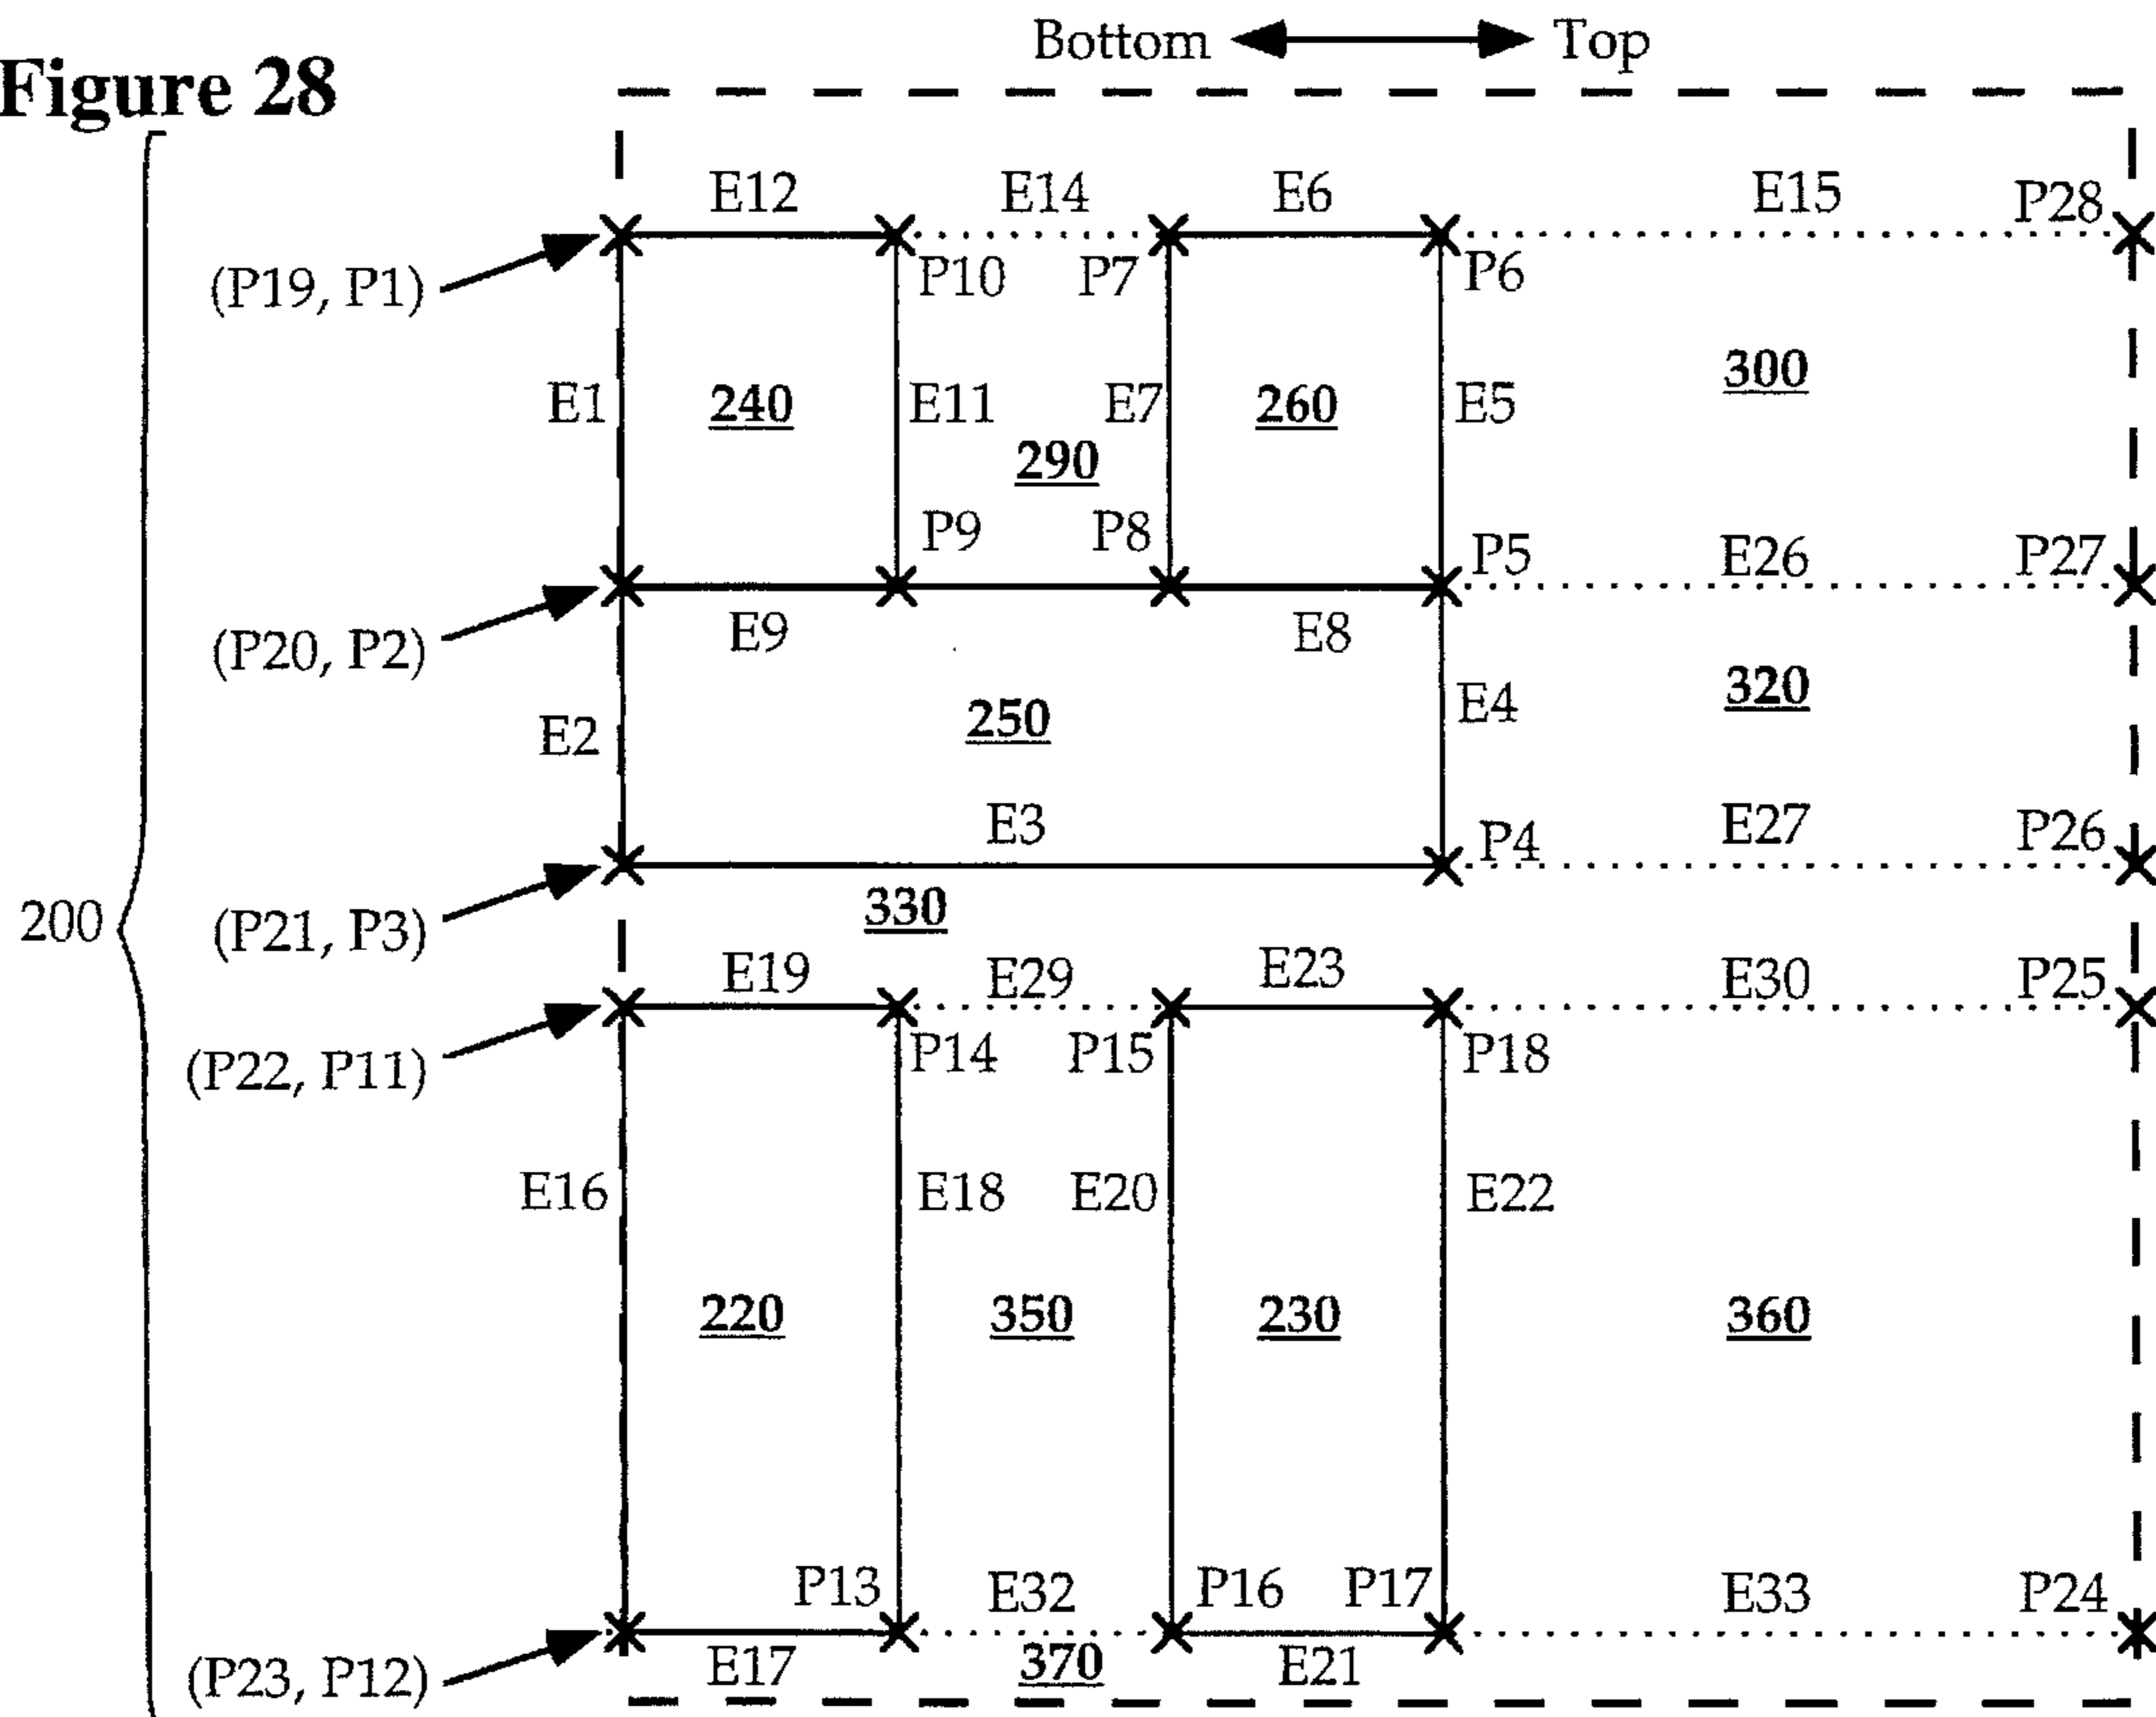 Bottom Top
Figure 28
E12 E14 E6 E15 P28
(P19, P1) P10 P7 P6
300
E1 240 E11 E7 260 E5
290
P9 P8 P5 E26 P27
(P20, P2) E9 E8
320
E2 250 E4
E3 P4 E27 P26
200 (P21, P3) 330
E19 E29 E23 E30 P25
(P22, P11) P14 P15 P18
E16 E18 E20 E22
220 350 230 360
P13 E32 P16 P17 E33 P24
(P23, P12) E17 370 E21